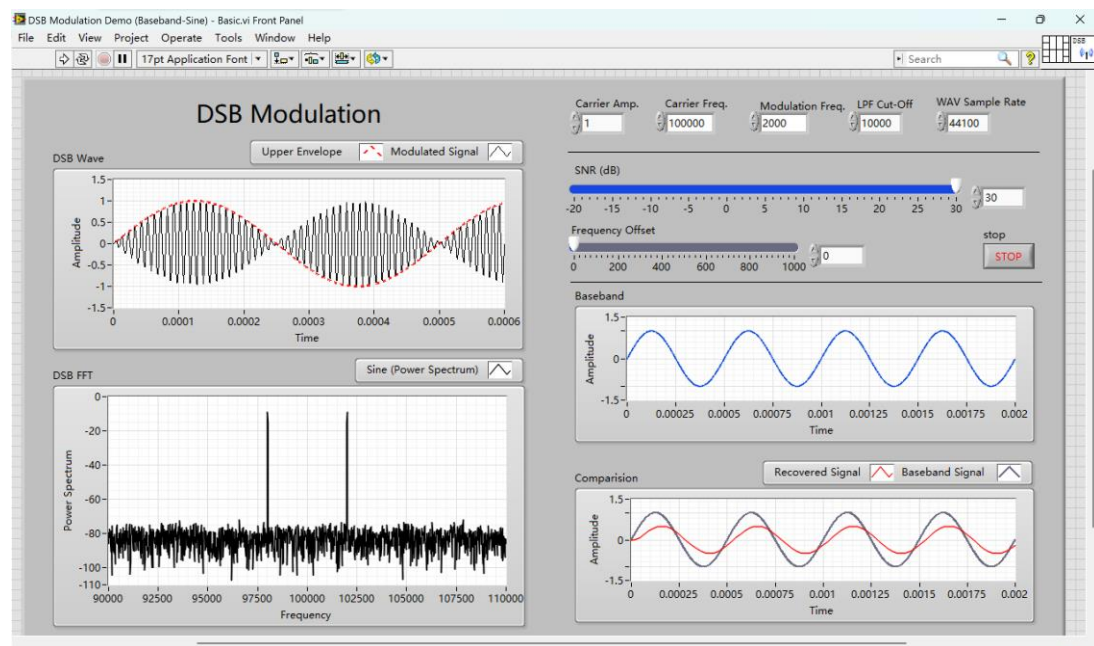 DSB Modulation Demo (Baseband-Sine) - Basic.vi Front Panel
File Edit View Project Operate Tools Window Help
17pt Application Font
Search
DSB
DSB Modulation
Carrier Amp. Carrier Freq. Modulation Freq. LPF Cut-Off WAV Sample Rate
1 100000 2000 10000 44100
DSB Wave
Upper Envelope Modulated Signal
1.5
1
0.5
0
-0.5
-1
-1.5
Amplitude
0 0.0001 0.0002 0.0003 0.0004 0.0005 0.0006
Time
SNR (dB)
-20 -15 -10 -5 0 5 10 15 20 25 30
30
Frequency Offset
0 200 400 600 800 1000
0
stop
STOP
Baseband
1.5
0
-1.5
Amplitude
0 0.00025 0.0005 0.00075 0.001 0.00125 0.0015 0.00175 0.002
Time
DSB FFT
Sine (Power Spectrum)
0
-20
-40
-60
-80
-100
-110
Power Spectrum
90000 92500 95000 97500 100000 102500 105000 107500 110000
Frequency
Comparision
Recovered Signal Baseband Signal
1.5
0
-1.5
Amplitude
0 0.00025 0.0005 0.00075 0.001 0.00125 0.0015 0.00175 0.002
Time